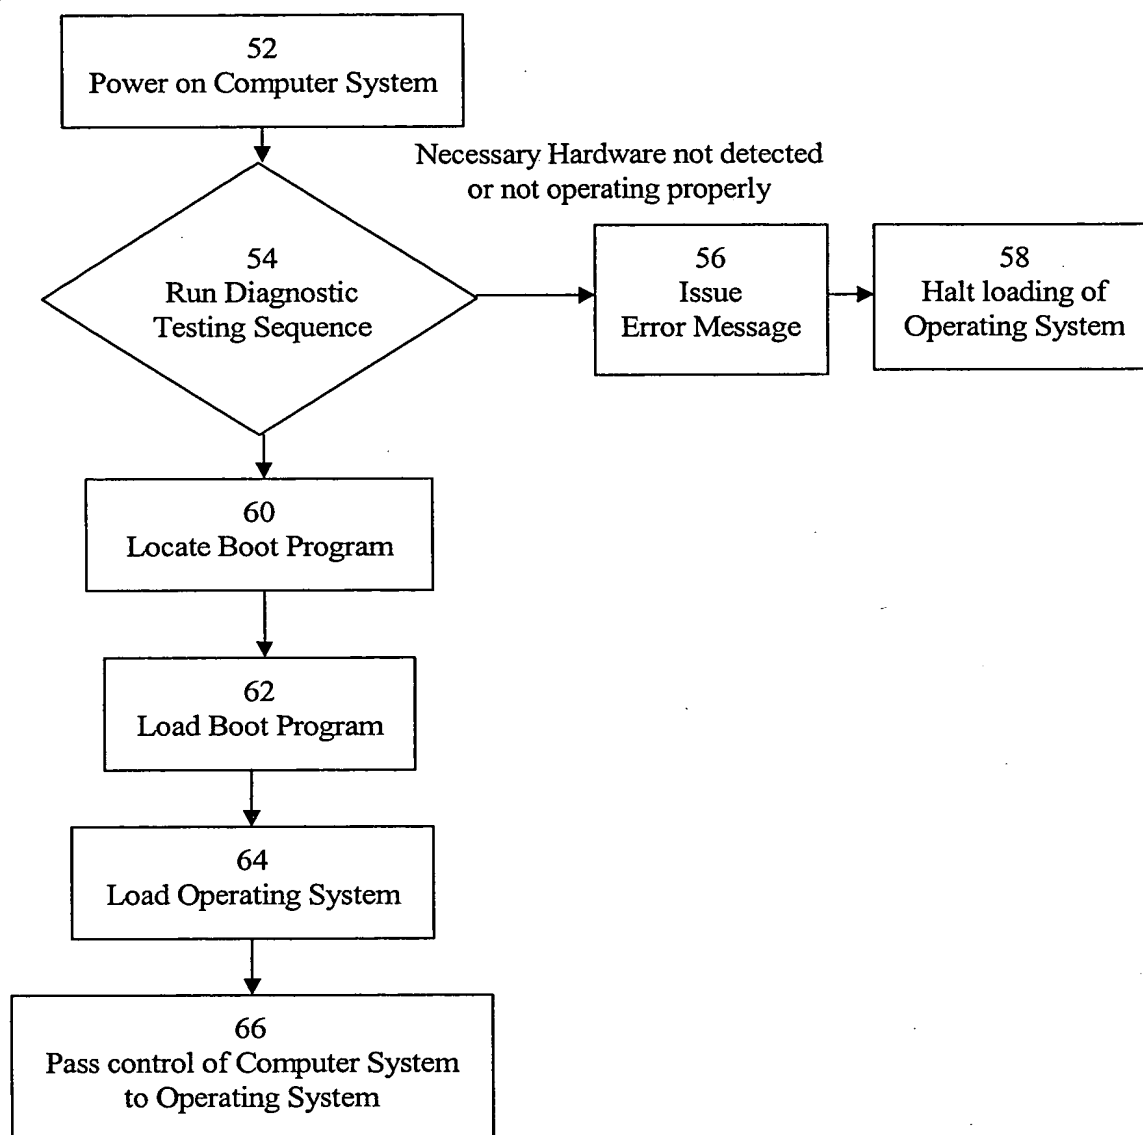 52
Power on Computer System
Necessary Hardware not detected
or not operating properly
54
Run Diagnostic
Testing Sequence
56
Issue
Error Message
58
Halt loading of
Operating System
60
Locate Boot Program
62
Load Boot Program
64
Load Operating System
66
Pass control of Computer System
to Operating System